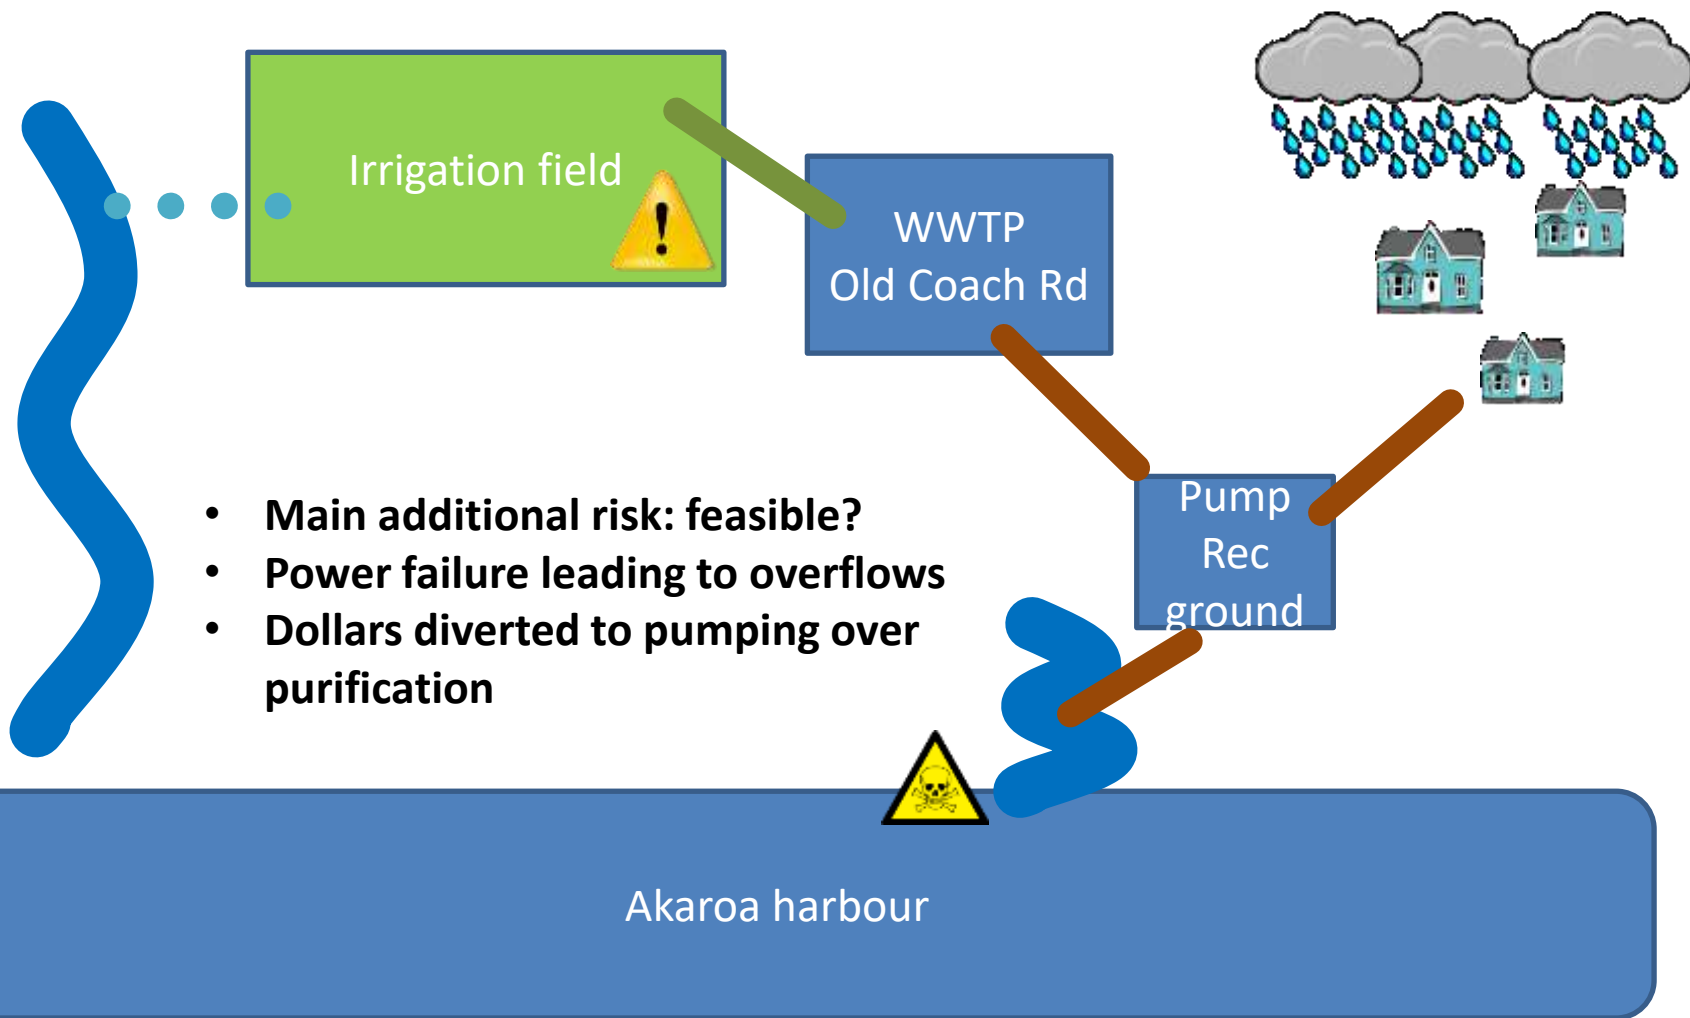 Irrigation field
WWTP
Old Coach Rd
• Main additional risk: feasible?
• Power failure leading to overflows
• Dollars diverted to pumping over
purification
Pump
Rec
ground
Akaroa harbour